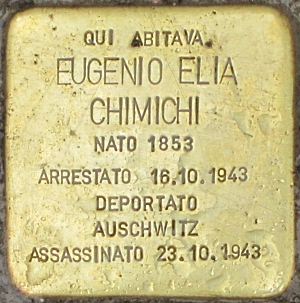 QUI ABITAVA
EUGENIO ELIA
CHIMICHI
NATO 1853
ARRESTATO 16.10.1943
DEPORTATO
AUSCHWITZ
ASSASSINATO 23.10.1943